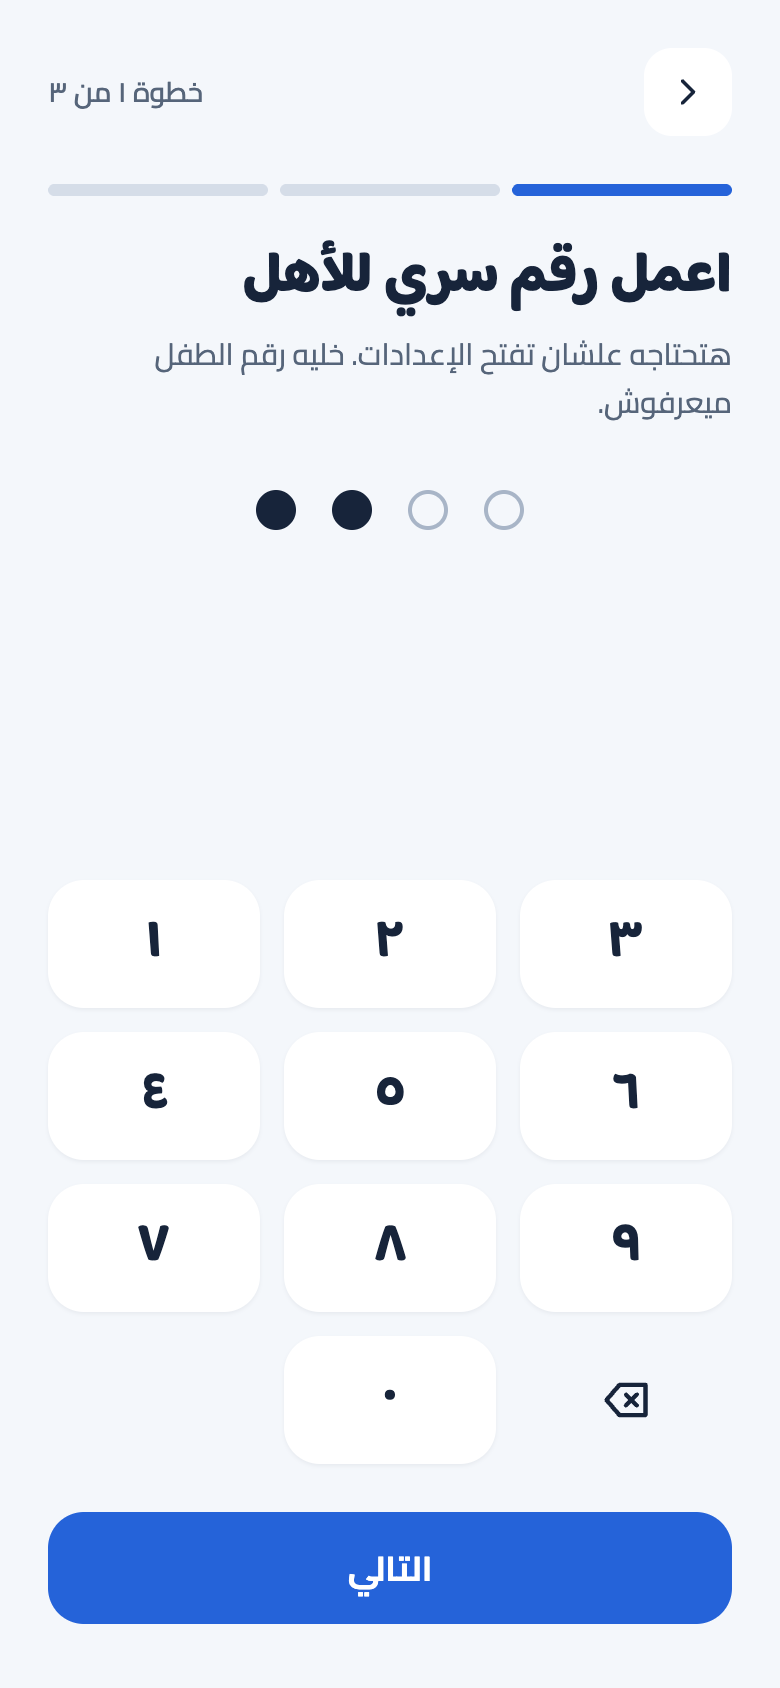 خطوة ١ من ٣
اعمل رقم سري للأهل
هتحتاجه علشان تفتح الإعدادات. خليه رقم الطفل
ميعرفوش.
١ ٢ ٣
٤ ٥ ٦
٧ ٨ ٩
٠
التالي